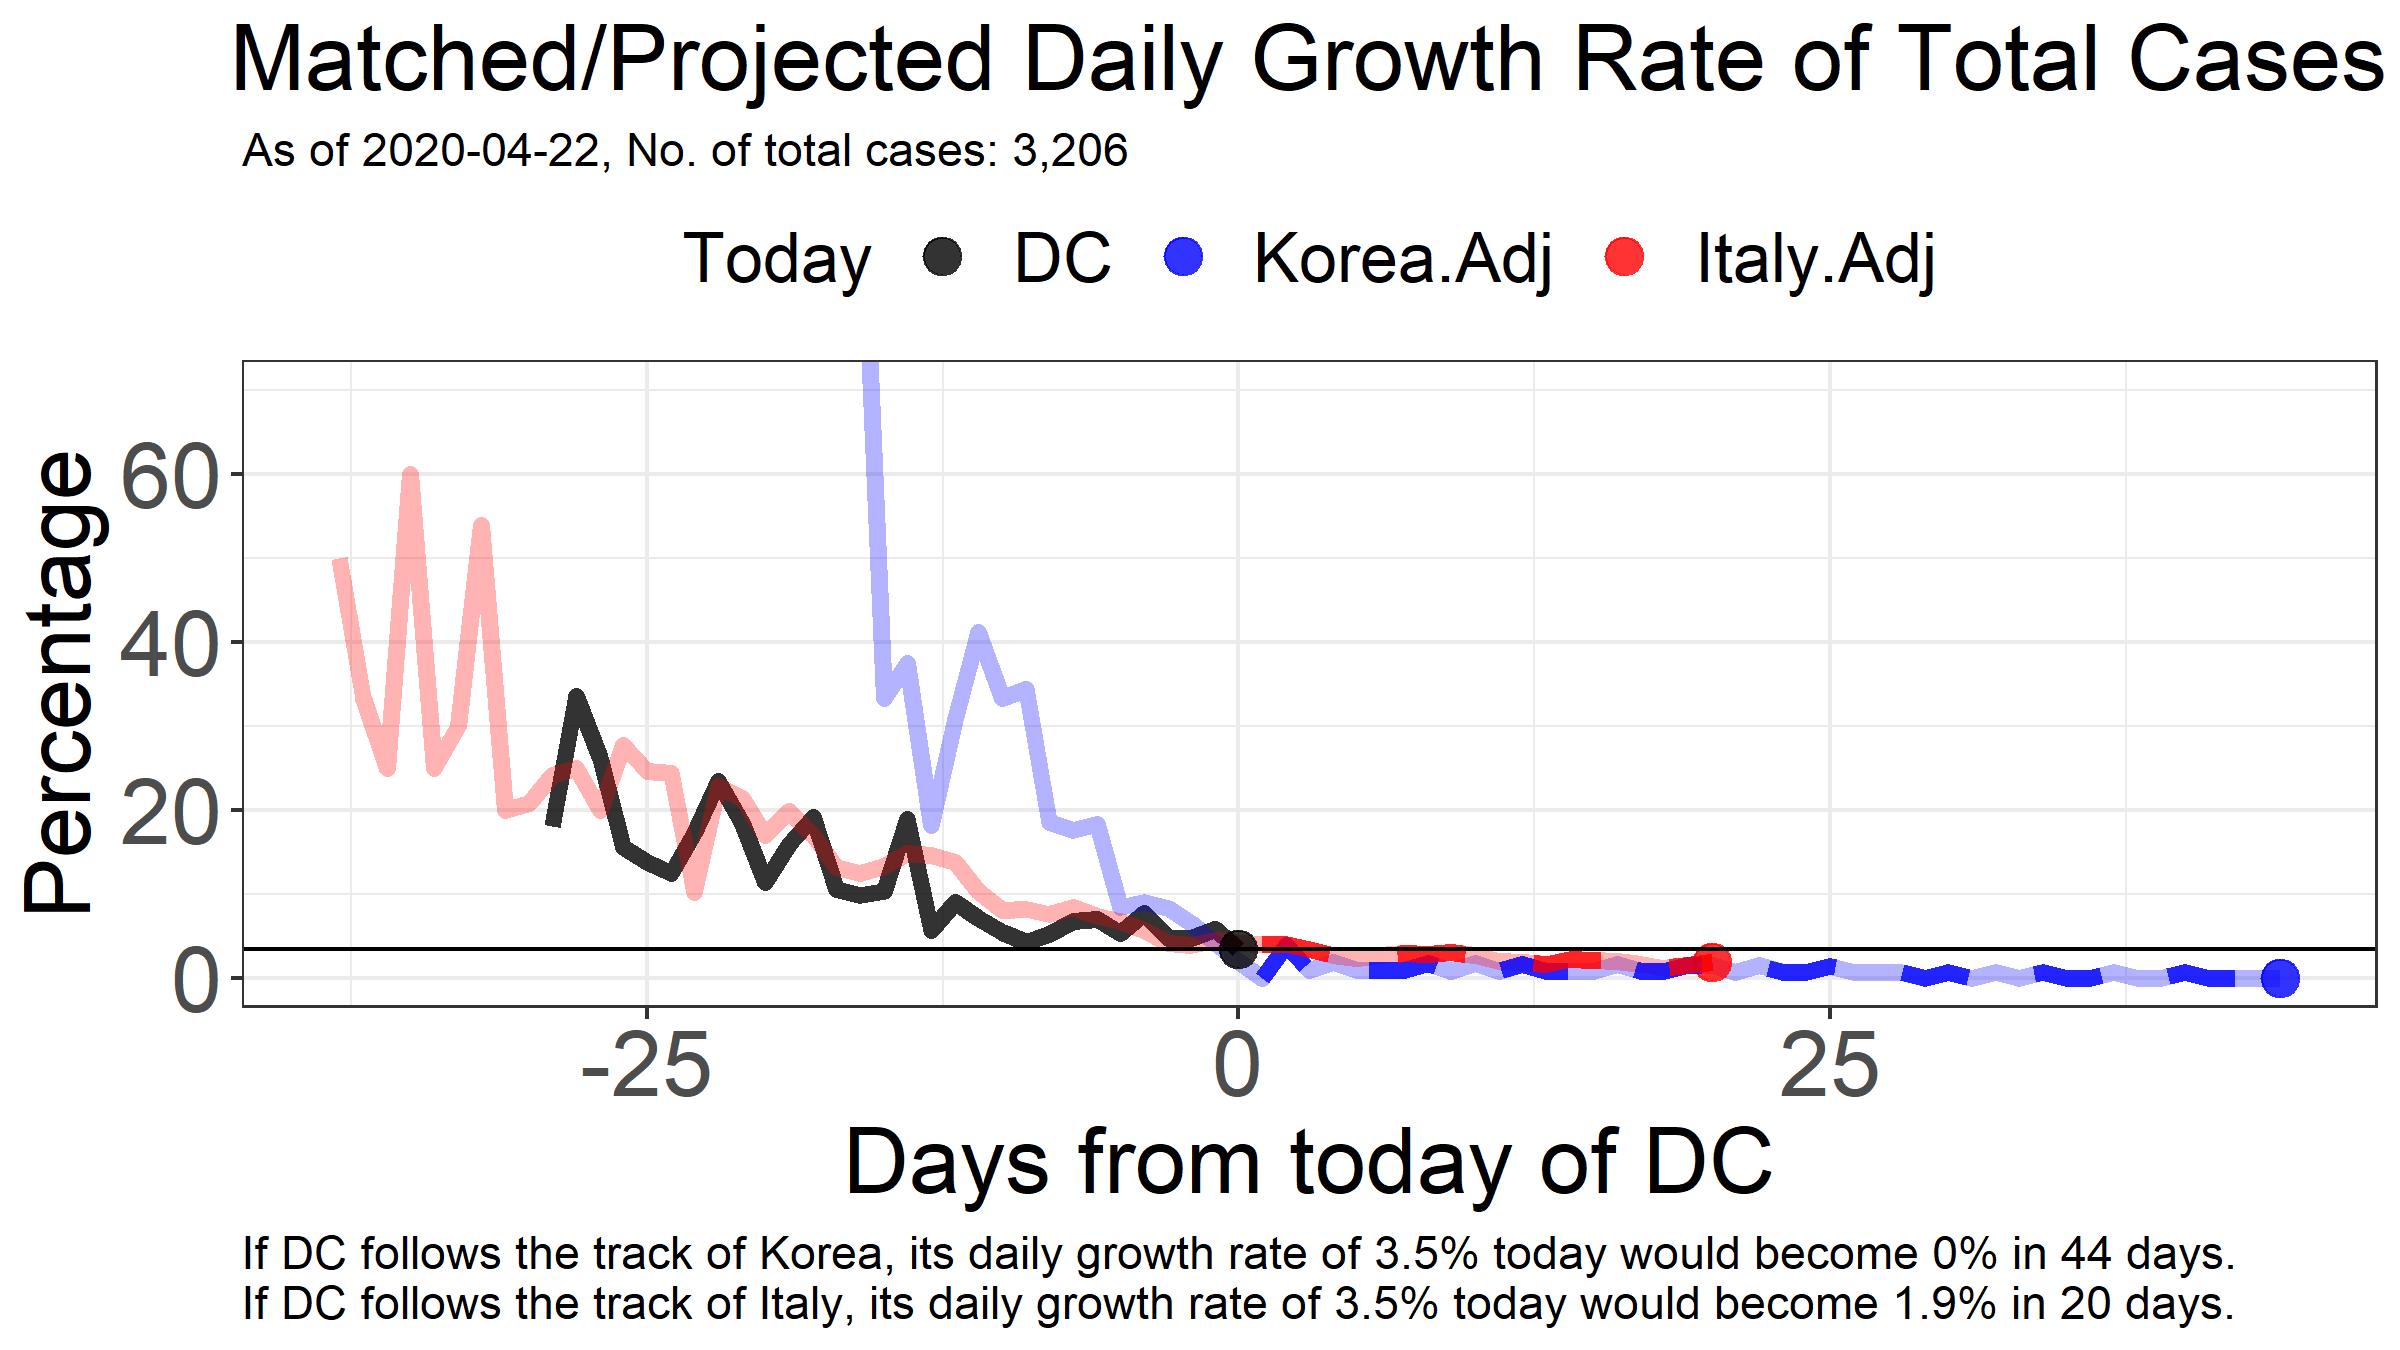 Matched/Projected Daily Growth Rate of Total Cases
As of 2020-04-22, No. of total cases: 3,206
Today DC Korea.Adj Italy.Adj
Percentage
60
40
20
0
-25 0 25
Days from today of DC
If DC follows the track of Korea, its daily growth rate of 3.5% today would become 0% in 44 days.
If DC follows the track of Italy, its daily growth rate of 3.5% today would become 1.9% in 20 days.